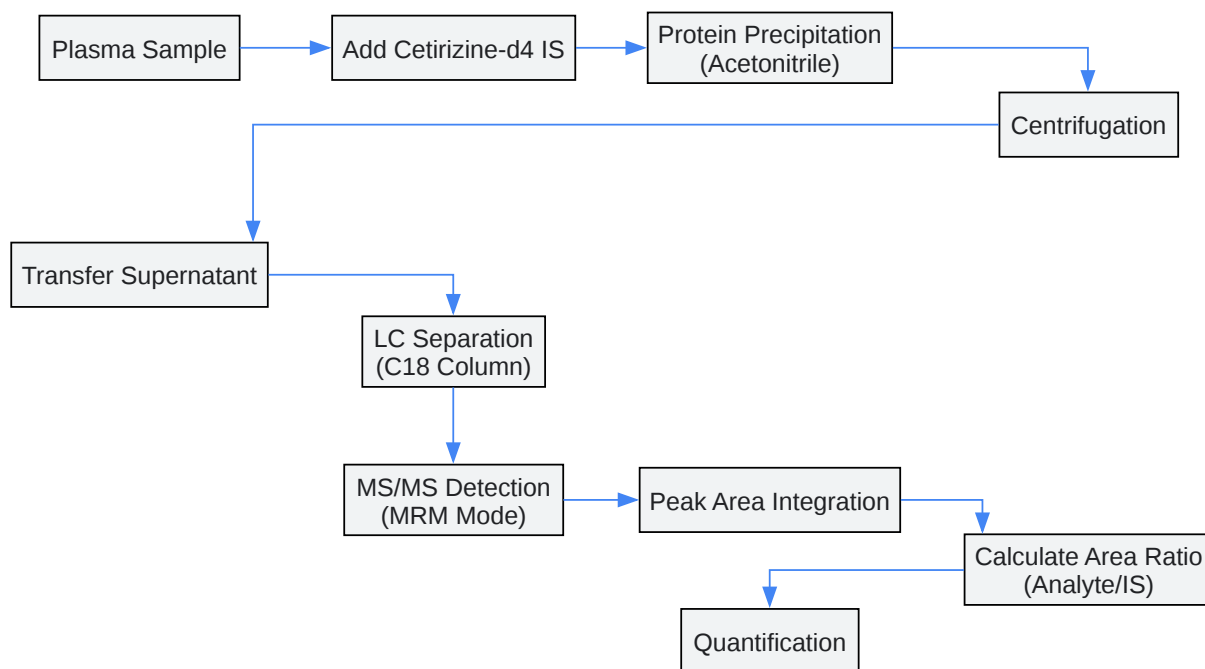 Plasma Sample
Add Cetirizine-d4 IS
Protein Precipitation
(Acetonitrile)
Centrifugation
Transfer Supernatant
LC Separation
(C18 Column)
MS/MS Detection
(MRM Mode)
Peak Area Integration
Calculate Area Ratio
(Analyte/IS)
Quantification